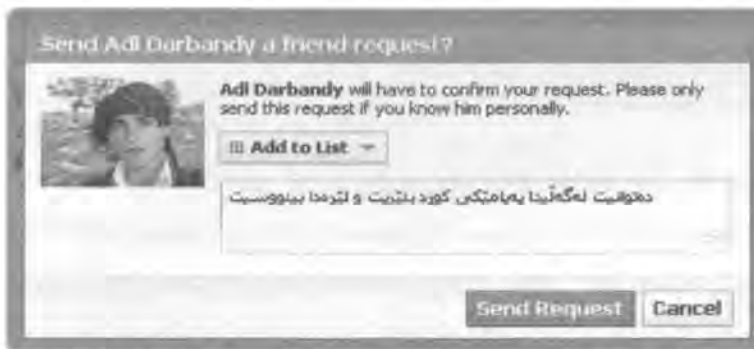 Send Adl Darbandy a friend request?
Adl Darbandy will have to confirm your request. Please only
send this request if you know him personally.
Add to List
دەتوانیت لەگەڵیدا پەیامێکی کورد بنێریت و لێرەدا بینووسیت
Send Request Cancel